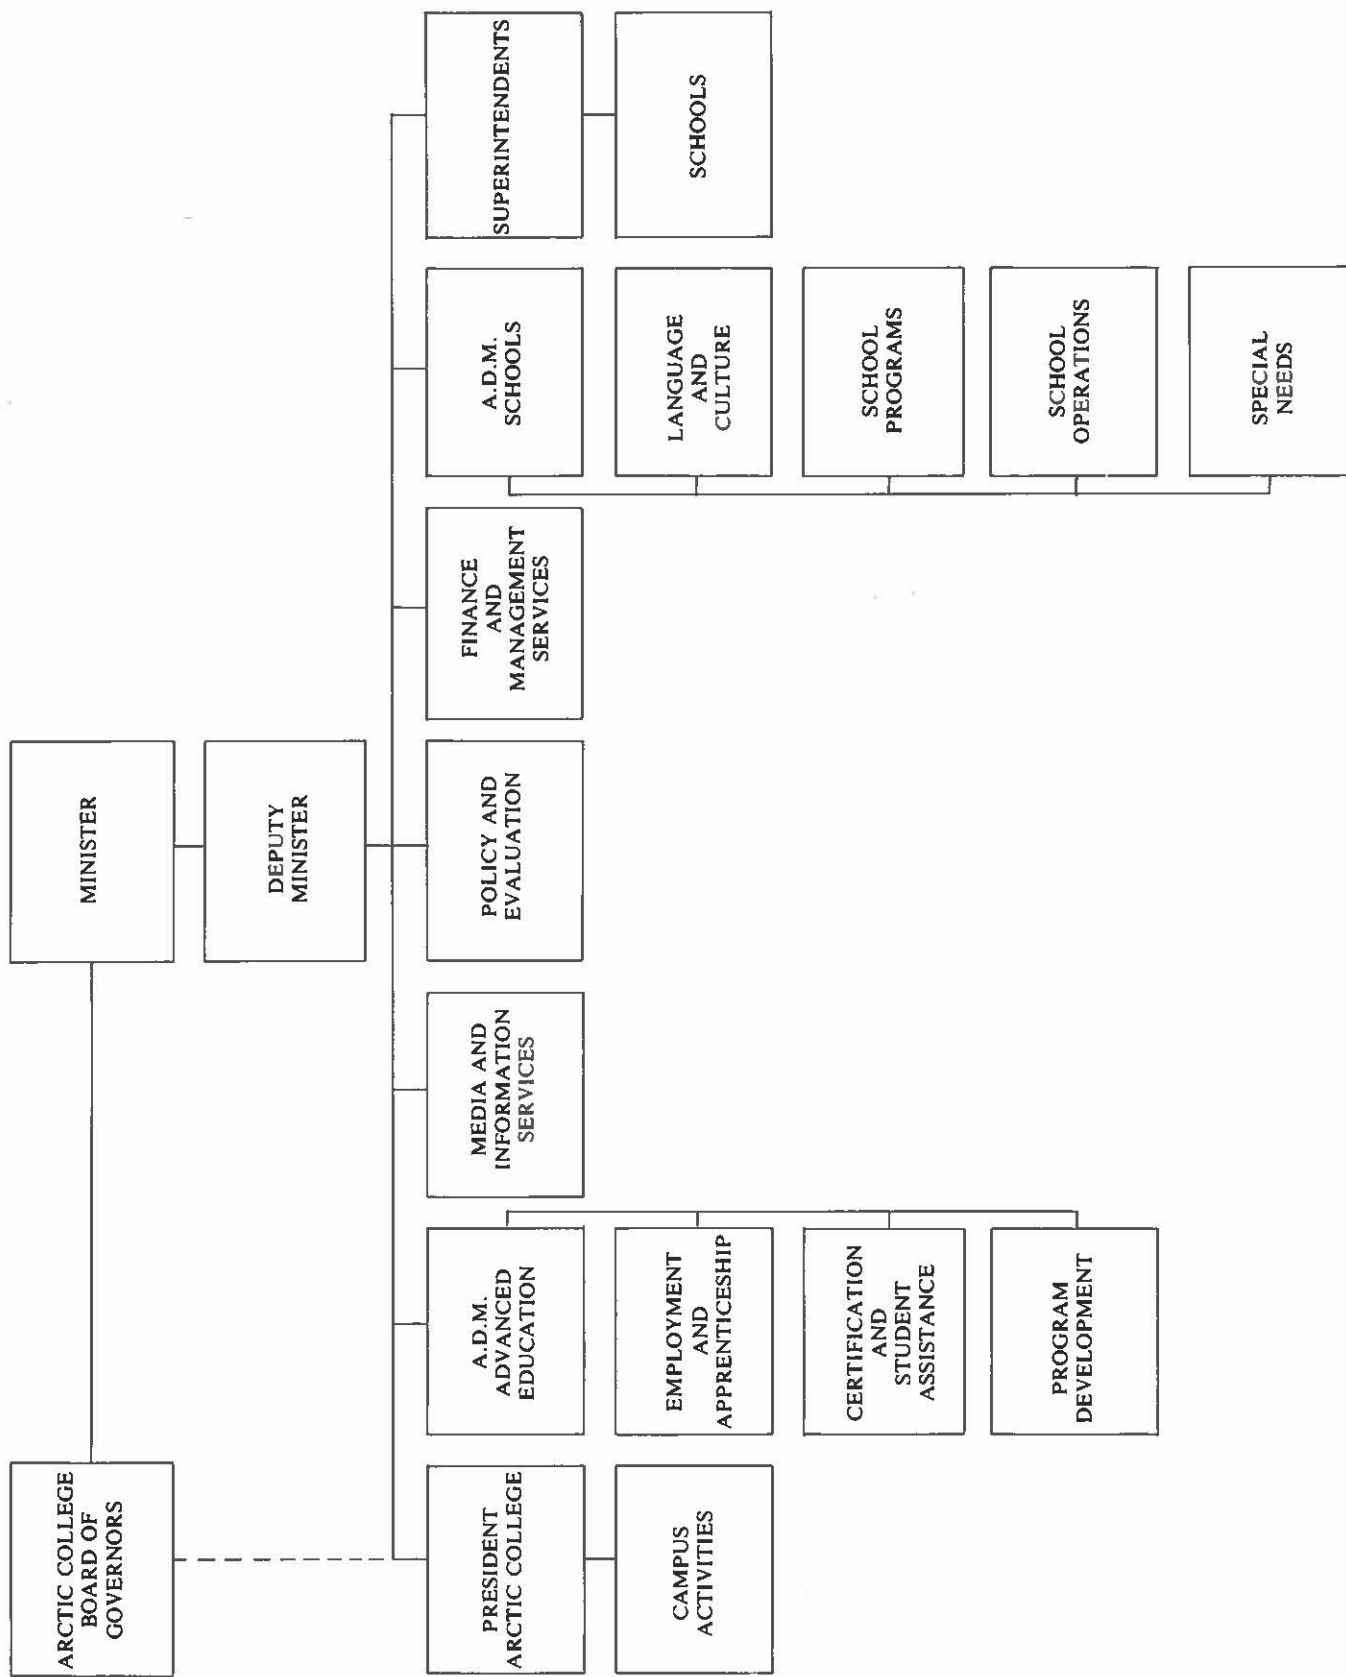 MINISTER
ARCTIC COLLEGE
BOARD OF
GOVERNORS
DEPUTY
MINISTER
PRESIDENT
ARCTIC COLLEGE
A.D.M.
ADVANCED
EDUCATION
MEDIA AND
INFORMATION
SERVICES
POLICY AND
EVALUATION
FINANCE
AND
MANAGEMENT
SERVICES
A.D.M.
SCHOOLS
SUPERINTENDENTS
CAMPUS
ACTIVITIES
EMPLOYMENT
AND
APPRENTICESHIP
LANGUAGE
AND
CULTURE
SCHOOLS
CERTIFICATION
AND
STUDENT
ASSISTANCE
SCHOOL
PROGRAMS
PROGRAM
DEVELOPMENT
SCHOOL
OPERATIONS
SPECIAL
NEEDS